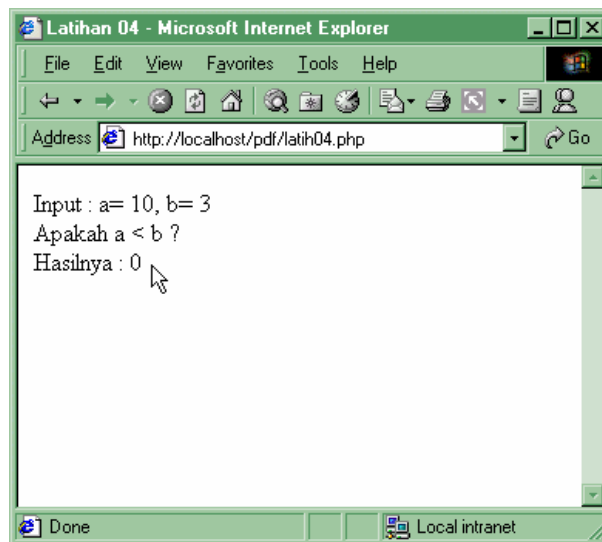 Latihan 04 - Microsoft Internet Explorer
File Edit View Favorites Tools Help
Address http://localhost/pdf/latih04.php Go
Input : a= 10, b= 3
Apakah a < b ?
Hasilnya : 0
Done Local intranet